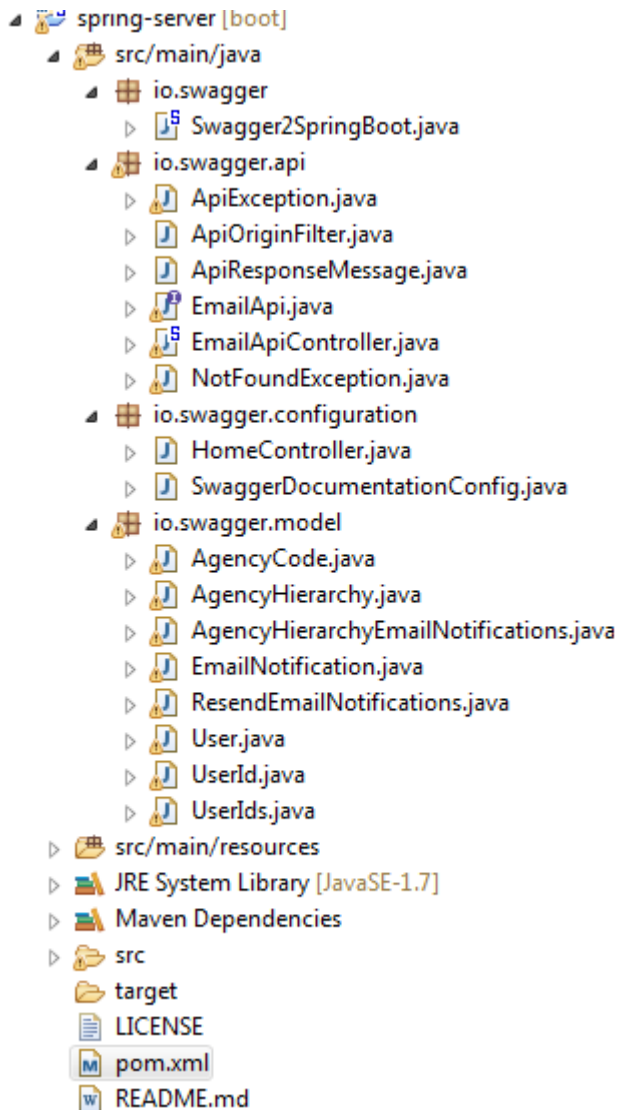 spring-server [boot]
src/main/java
io.swagger
Swagger2SpringBoot.java
io.swagger.api
ApiException.java
ApiOriginFilter.java
ApiResponseMessage.java
EmailApi.java
EmailApiController.java
NotFoundException.java
io.swagger.configuration
HomeController.java
SwaggerDocumentationConfig.java
io.swagger.model
AgencyCode.java
AgencyHierarchy.java
AgencyHierarchyEmailNotifications.java
EmailNotification.java
ResendEmailNotifications.java
User.java
UserId.java
UserIds.java
src/main/resources
JRE System Library [JavaSE-1.7]
Maven Dependencies
src
target
LICENSE
pom.xml
README.md